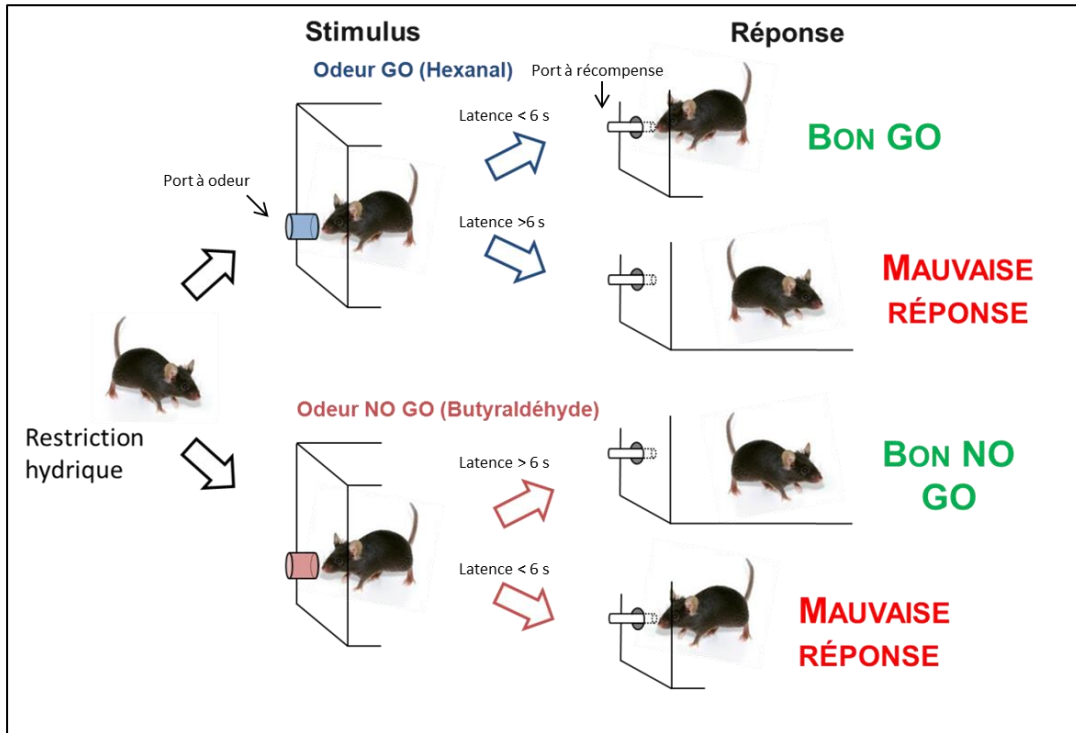 Stimulus
Réponse
Odeur GO (Hexanal)
Port à récompense
Latence < 6 s
BON GO
Port à odeur
Latence >6 s
MAUVAISE
RÉPONSE
Odeur NO GO (Butyraldéhyde)
Restriction
hydrique
Latence > 6 s
BON NO
GO
Latence < 6 s
MAUVAISE
RÉPONSE